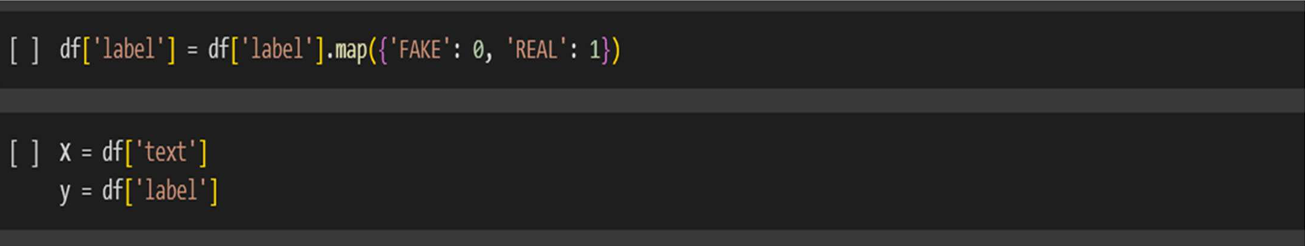 [ ] df['label'] = df['label'].map({'FAKE': 0, 'REAL': 1})
[ ] X = df['text']
y = df['label']